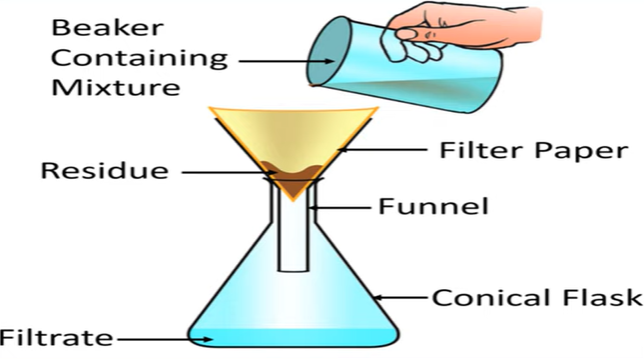 Beaker
Containing
Mixture
Filter Paper
Residue
Funnel
Conical Flask
Filtrate